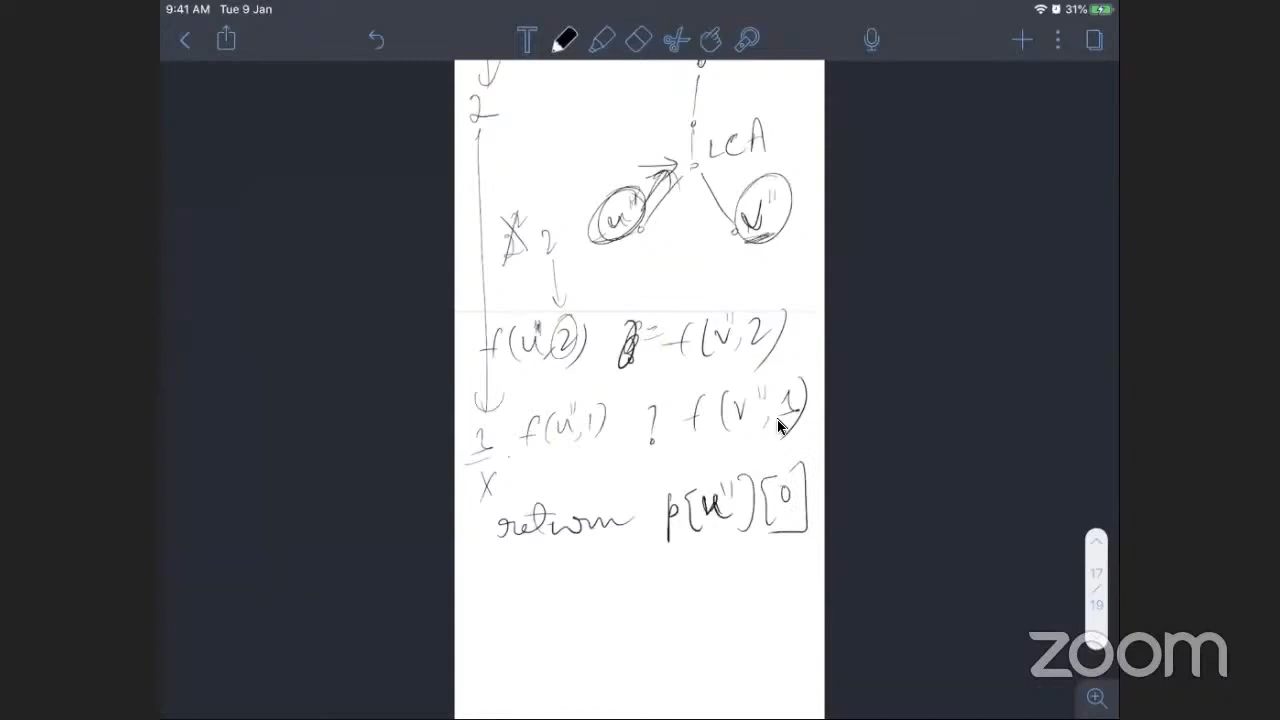 9:41 AM Tue 9 Jan
31%
2
LCA
u"
v"
2
f(u",2) = f(v",2)
1 f(u",1) ? f(v",1)
x
return p[u"][0]
17
/
19
zoom